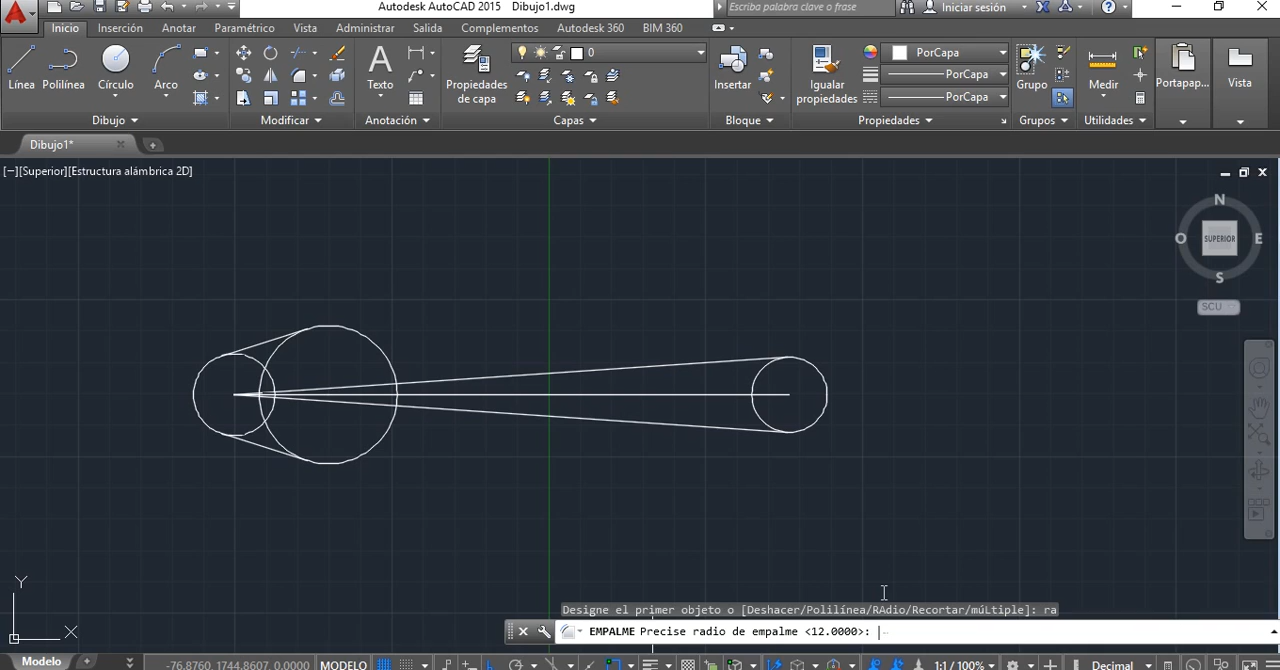 Autodesk AutoCAD 2015 Dibujo1.dwg
Escriba palabra clave o frase
Iniciar sesión
Inicio Inserción Anotar Paramétrico Vista Administrar Salida Complementos Autodesk 360 BIM 360
0
PorCapa
PorCapa
PorCapa
Línea Polilínea Círculo Arco
Texto
Propiedades de capa
Insertar
Igualar propiedades
Grupo
Medir
Portapap...
Vista
Dibujo Modificar Anotación Capas Bloque Propiedades Grupos Utilidades
Dibujo1*
[−][Superior][Estructura alámbrica 2D]
N
O SUPERIOR E
S
SCU
Y
X
Designe el primer objeto o [Deshacer/Polilínea/RAdio/Recortar/múLtiple]: ra
EMPALME Precise radio de empalme <12.0000>:
Modelo
-76.8760, 1744.8607, 0.0000 MODELO 1:1 / 100% Decimal